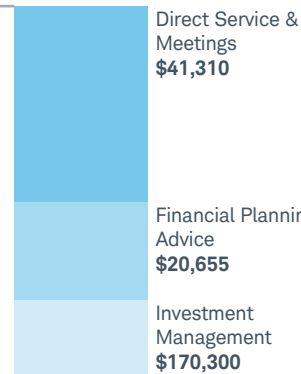 Direct Service &
Meetings
$41,310
Financial Plannin
Advice
$20,655
Investment
Management
$170,300